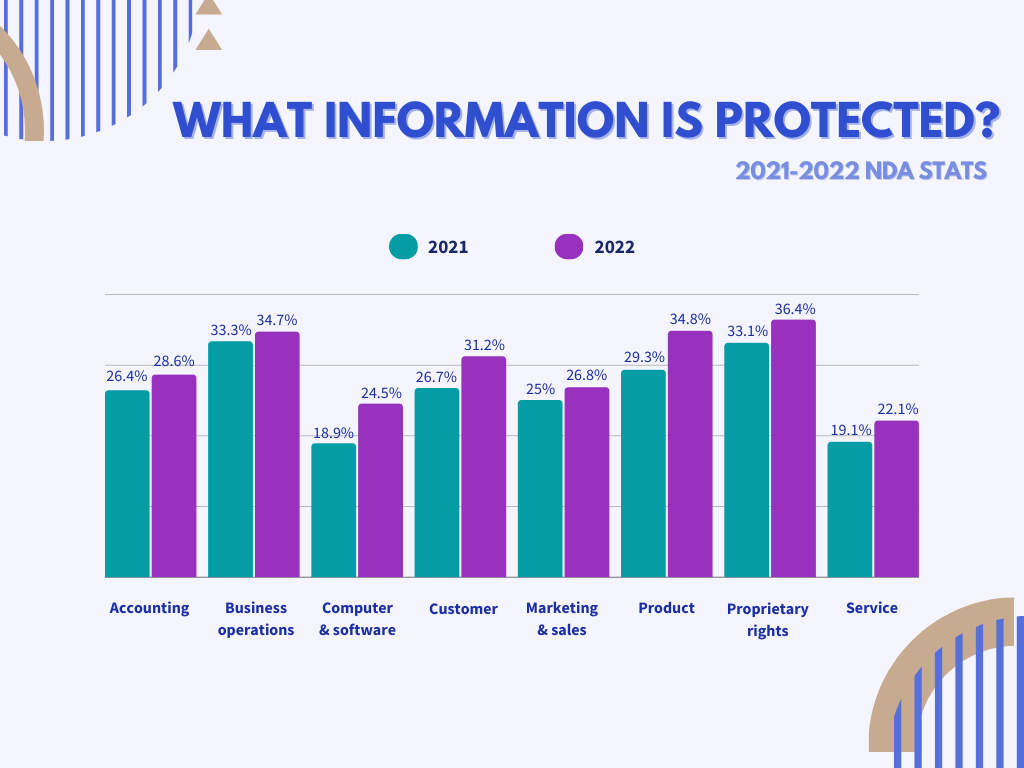 WHAT INFORMATION IS PROTECTED?
2021-2022 NDA STATS
2021 2022
26.4% 28.6% 33.3% 34.7% 18.9% 24.5% 26.7% 31.2% 25% 26.8% 29.3% 34.8% 33.1% 36.4% 19.1% 22.1%
Accounting
Business
operations
Computer
& software
Customer
Marketing
& sales
Product
Proprietary
rights
Service